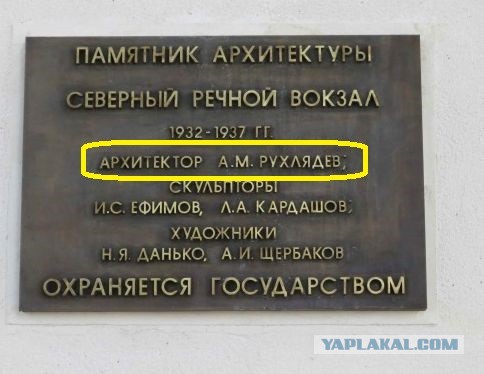 ПАМЯТНИК АРХИТЕКТУРЫ
СЕВЕРНЫЙ РЕЧНОЙ ВОКЗАЛ
1932-1937 ГГ.
АРХИТЕКТОР А.М. РУХЛЯДЕВ;
СКУЛЬПТОРЫ
И.С. ЕФИМОВ, Л.А. КАРДАШОВ;
ХУДОЖНИКИ
Н.Я. ДАНЬКО, А.И. ЩЕРБАКОВ
ОХРАНЯЕТСЯ ГОСУДАРСТВОМ
YAPLAKAL.COM